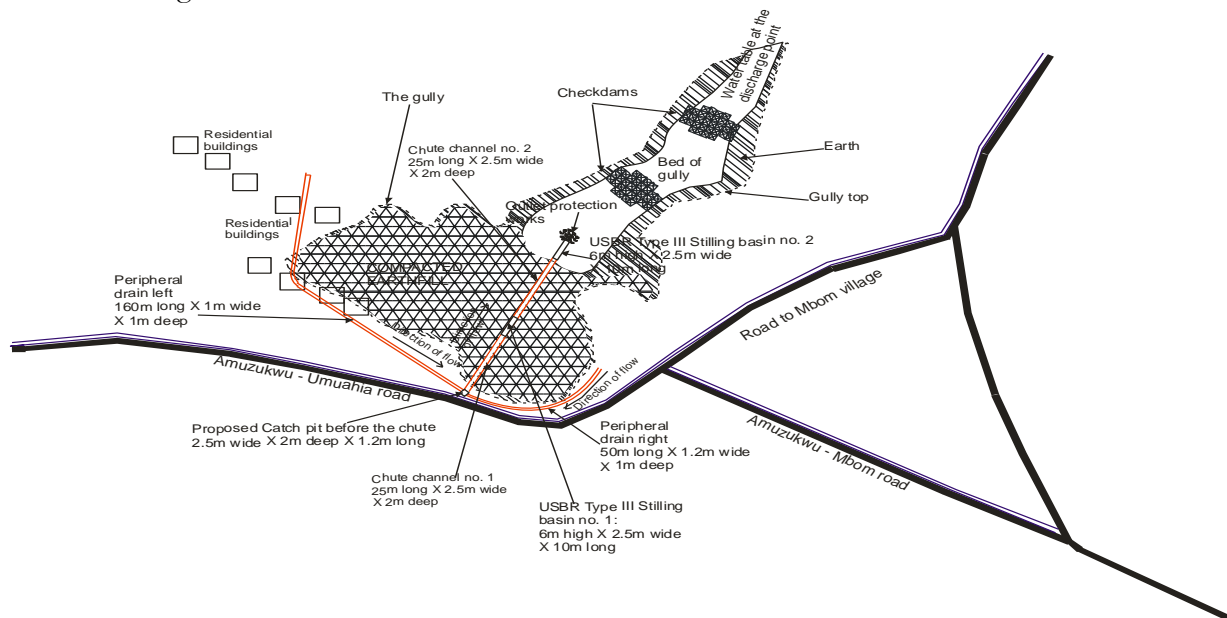 Water table at the
discharge point
The gully
Checkdams
Residential
buildings
Chute channel no. 2
25m long X 2.5m wide
X 2m deep
Earth
Bed of
gully
Gully top
Outlet protection
works
Residential
buildings
USBR Type III Stilling basin no. 2
6m high X 2.5m wide
10m long
COMPACTED
EARTHFILL
Peripheral
drain left
160m long X 1m wide
X 1m deep
Direction of flow
Direction of flow
Road to Mbom village
Amuzukwu - Umuahia road
Direction of flow
Proposed Catch pit before the chute
2.5m wide X 2m deep X 1.2m long
Peripheral
drain right
50m long X 1.2m wide
X 1m deep
Amuzukwu - Mbom road
Chute channel no. 1
25m long X 2.5m wide
X 2m deep
USBR Type III Stilling
basin no. 1:
6m high X 2.5m wide
X 10m long